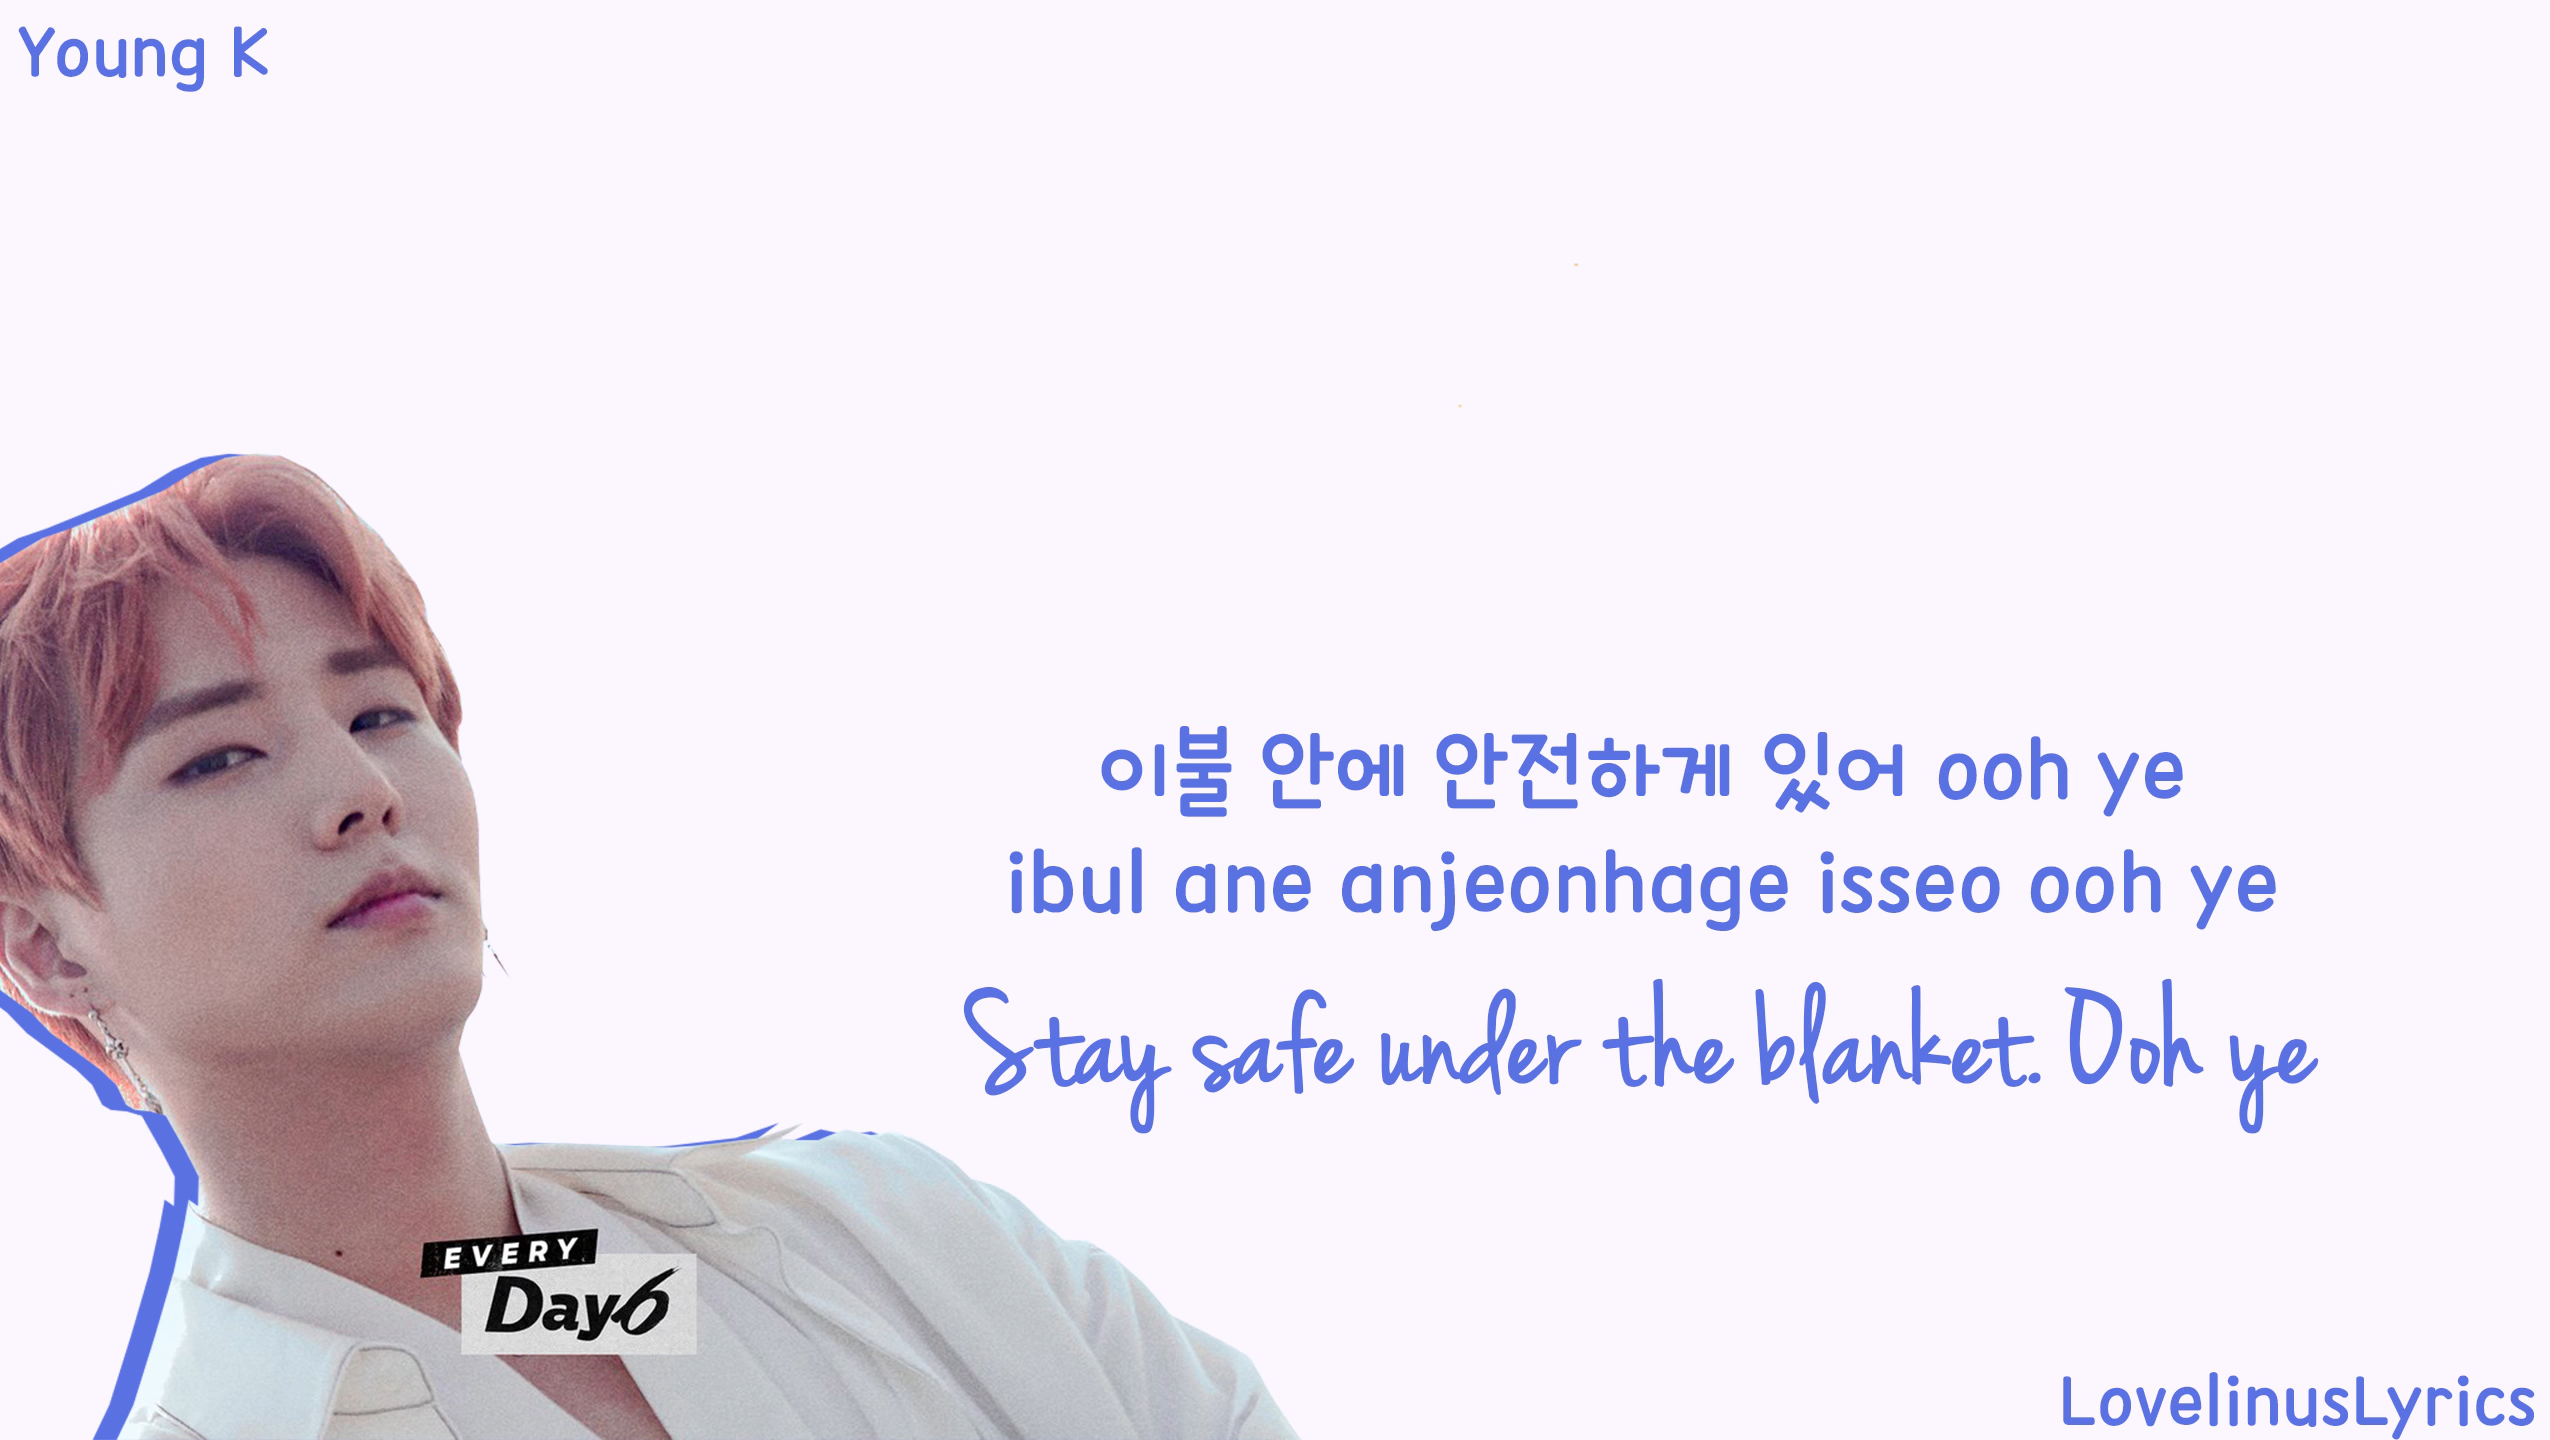 Young K
이불 안에 안전하게 있어 ooh ye
ibul ane anjeonhage isseo ooh ye
Stay safe under the blanket. Ooh ye
EVERY
Day6
LovelinusLyrics